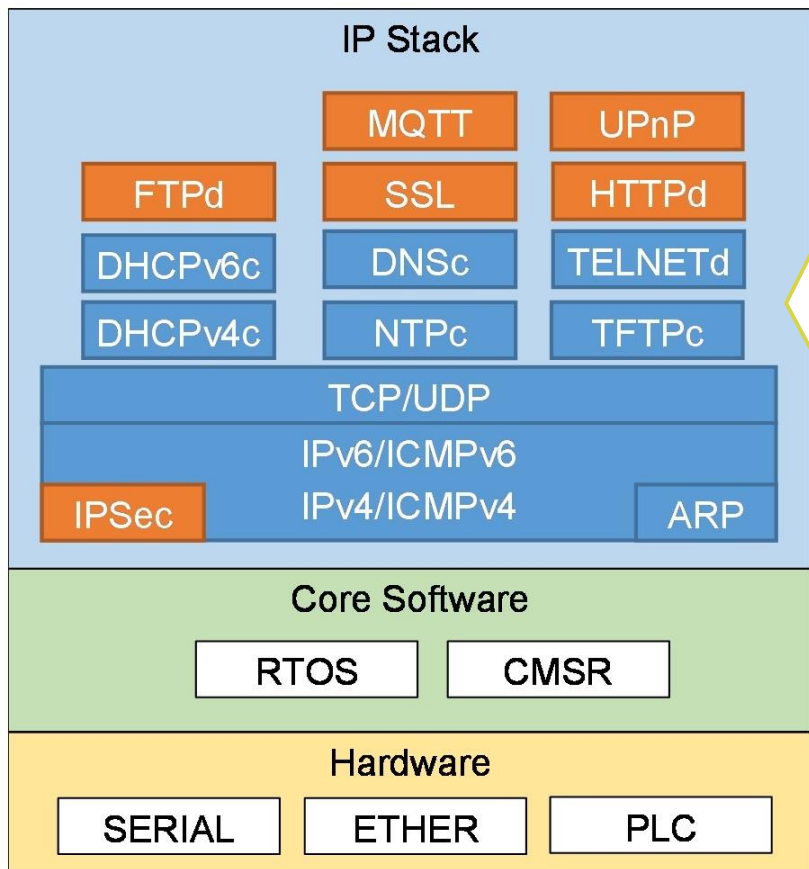 IP Stack
MQTT UPnP
FTPd SSL HTTPd
DHCPv6c DNSc TELNETd
DHCPv4c NTPc TFTPc
TCP/UDP
IPv6/ICMPv6
IPSec IPv4/ICMPv4 ARP
Core Software
RTOS CMSR
Hardware
SERIAL ETHER PLC